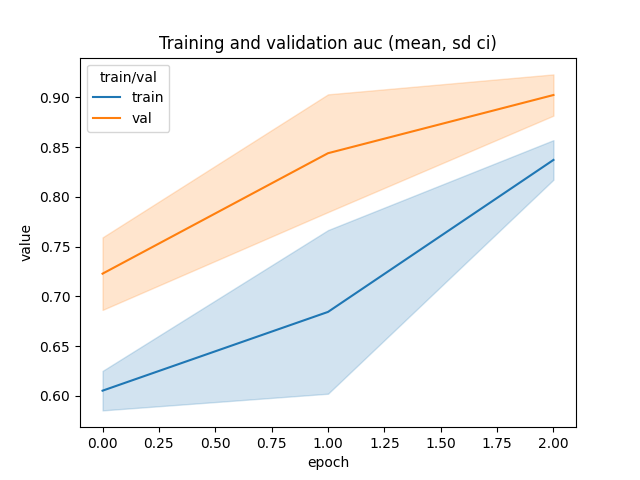 Training and validation auc (mean, sd ci)
train/val
train
val
value
0.90
0.85
0.80
0.75
0.70
0.65
0.60
0.00 0.25 0.50 0.75 1.00 1.25 1.50 1.75 2.00
epoch